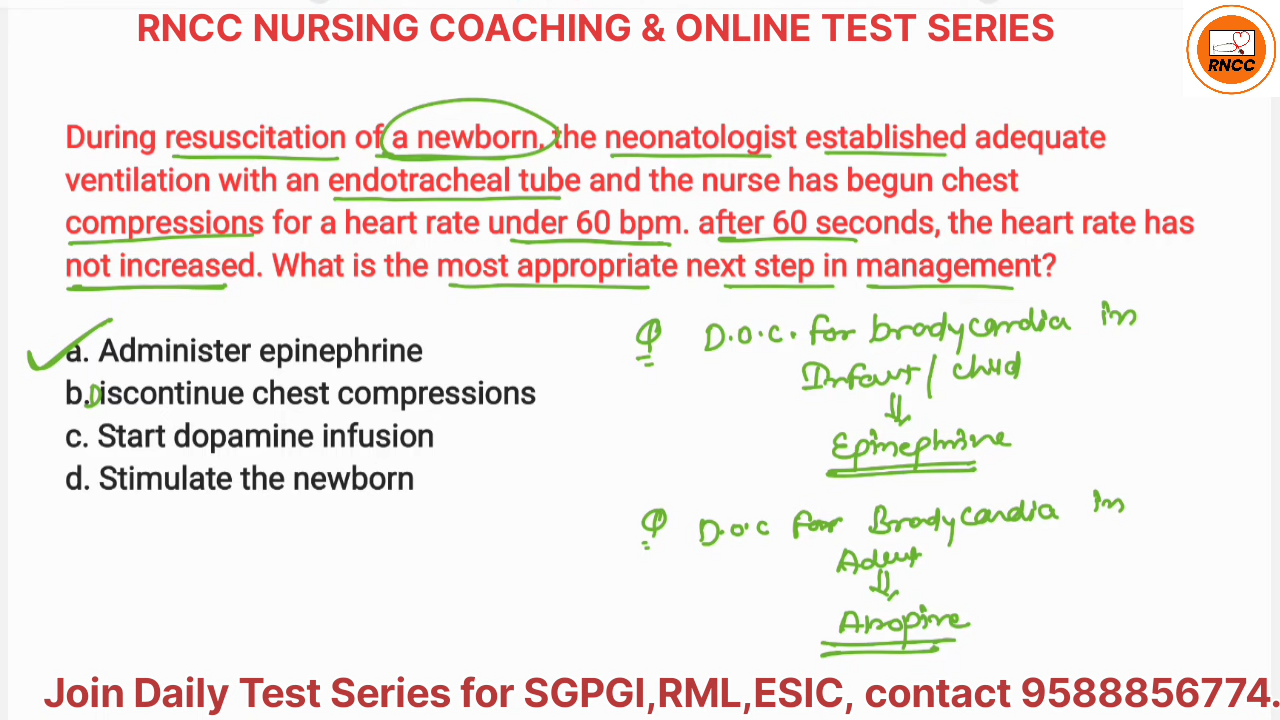 RNCC NURSING COACHING & ONLINE TEST SERIES
RNCC
During resuscitation of a newborn, the neonatologist established adequate
ventilation with an endotracheal tube and the nurse has begun chest
compressions for a heart rate under 60 bpm. after 60 seconds, the heart rate has
not increased. What is the most appropriate next step in management?
a. Administer epinephrine
b.Discontinue chest compressions
c. Start dopamine infusion
d. Stimulate the newborn
Q D.O.C. for bradycardia in
Infant / child
⇓
Epinephrine
Q D.O.C for Bradycardia in
Adult
⇓
Atropine
Join Daily Test Series for SGPGI,RML,ESIC, contact 9588856774.